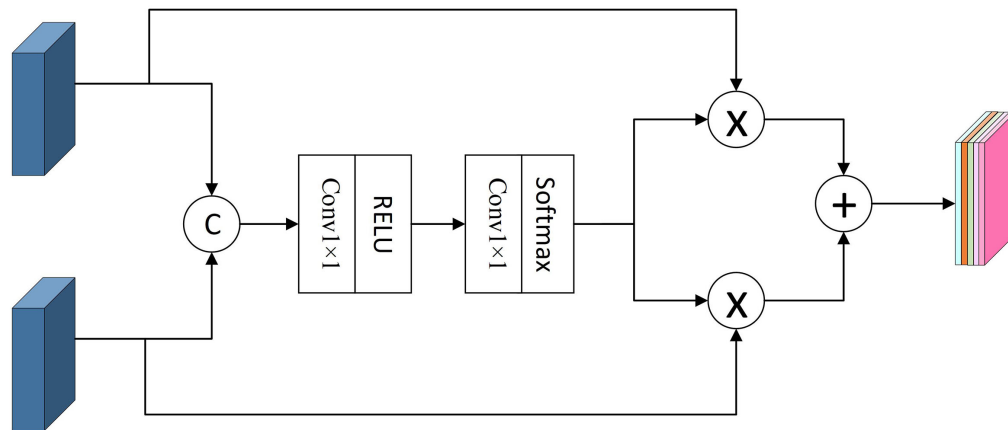 X
C
Conv1×1
RELU
Conv1×1
Softmax
+
X